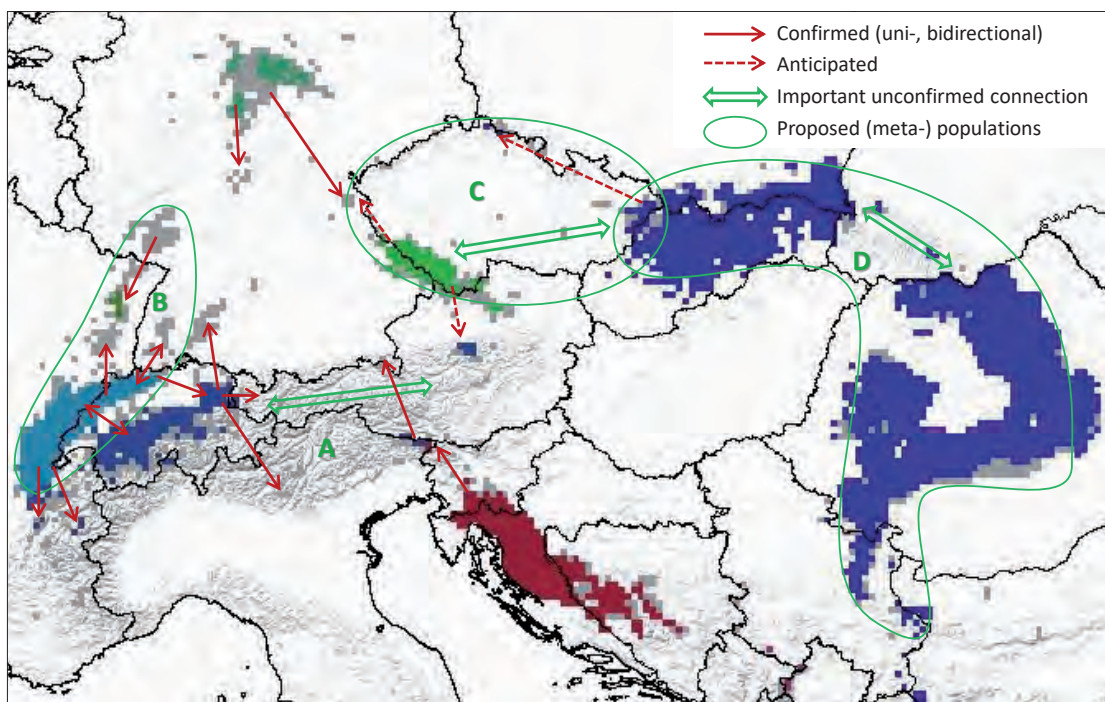 Confirmed (uni-, bidirectional)
Anticipated
Important unconfirmed connection
Proposed (meta-) populations
C
D
B
A